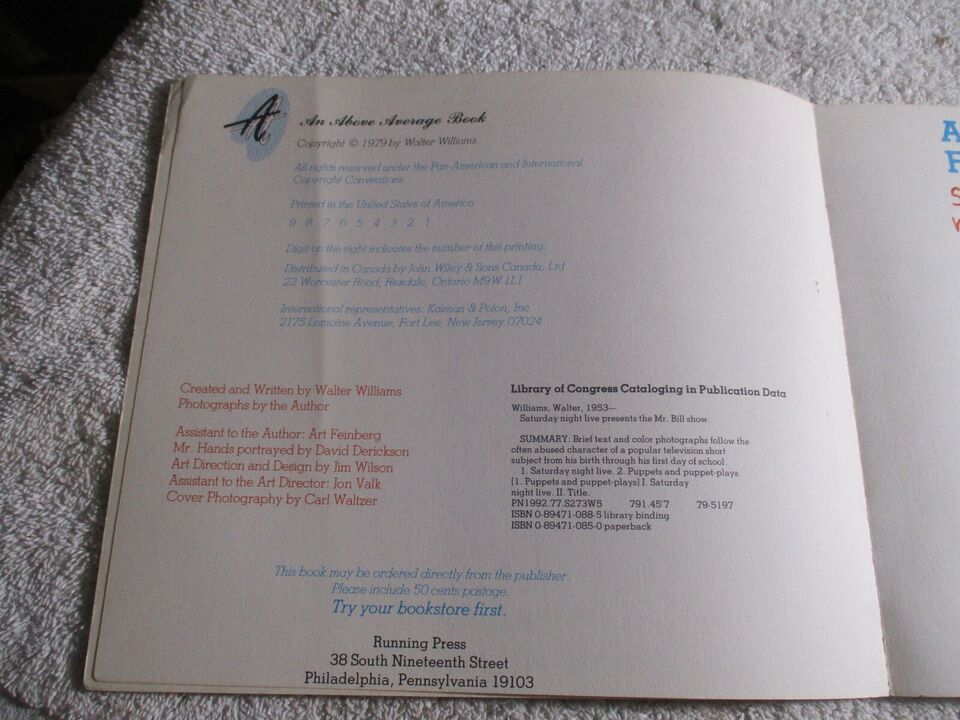 A
An Above Average Book
Copyright © 1979 by Walter Williams
All rights reserved under the Pan-American and International
Copyright Conventions
Printed in the United States of America
9 8 7 6 5 4 3 2 1
Digit on the right indicates the number of this printing.
Distributed in Canada by John Wiley & Sons Canada, Ltd.
22 Worcester Road, Rexdale, Ontario M9W 1L1
International representatives: Kaiman & Polon, Inc.
2175 Lemoine Avenue, Fort Lee, New Jersey 07024
Created and Written by Walter Williams
Photographs by the Author
Assistant to the Author: Art Feinberg
Mr. Hands portrayed by David Derickson
Art Direction and Design by Jim Wilson
Assistant to the Art Director: Jon Valk
Cover Photography by Carl Waltzer
Library of Congress Cataloging in Publication Data
Williams, Walter, 1953—
Saturday night live presents the Mr. Bill show.
SUMMARY: Brief text and color photographs follow the
often abused character of a popular television short
subject from his birth through his first day of school.
1. Saturday night live. 2. Puppets and puppet-plays.
[1. Puppets and puppet-plays] I. Saturday
night live. II. Title.
PN1992.77.S273W5 791.45'7 79-5197
ISBN 0-89471-088-5 library binding
ISBN 0-89471-085-0 paperback
This book may be ordered directly from the publisher.
Please include 50 cents postage.
Try your bookstore first.
Running Press
38 South Nineteenth Street
Philadelphia, Pennsylvania 19103